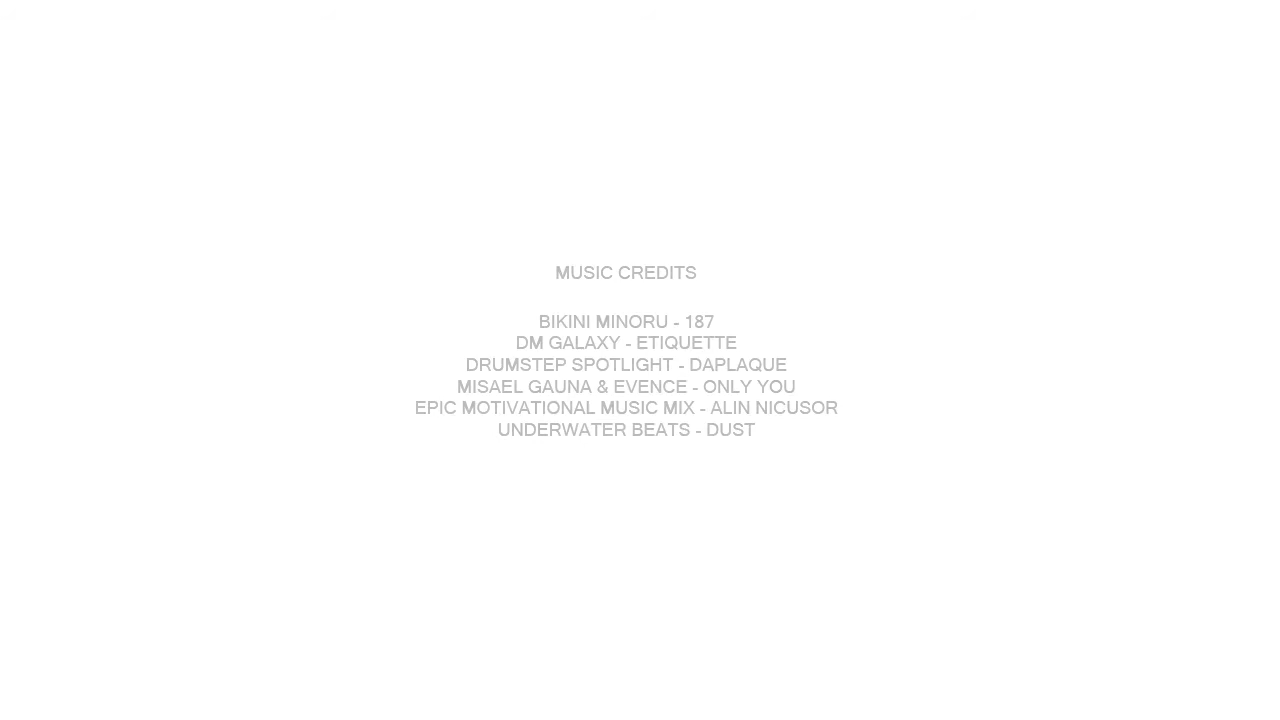 MUSIC CREDITS
BIKINI MINORU - 187
DM GALAXY - ETIQUETTE
DRUMSTEP SPOTLIGHT - DAPLAQUE
MISAEL GAUNA & EVENCE - ONLY YOU
EPIC MOTIVATIONAL MUSIC MIX - ALIN NICUSOR
UNDERWATER BEATS - DUST